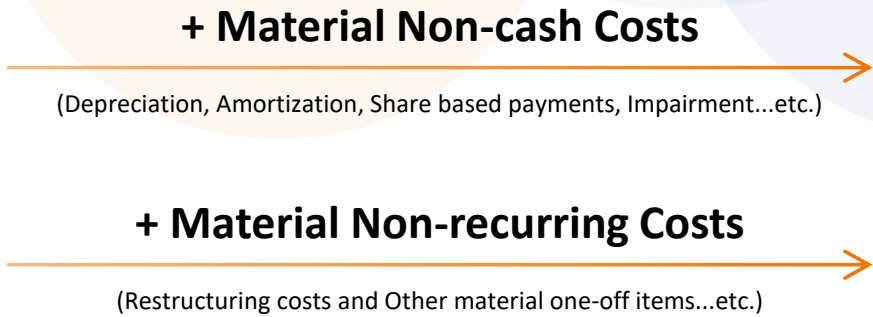 + Material Non-cash Costs
(Depreciation, Amortization, Share based payments, Impairment...etc.)
+ Material Non-recurring Costs
(Restructuring costs and Other material one-off items...etc.)